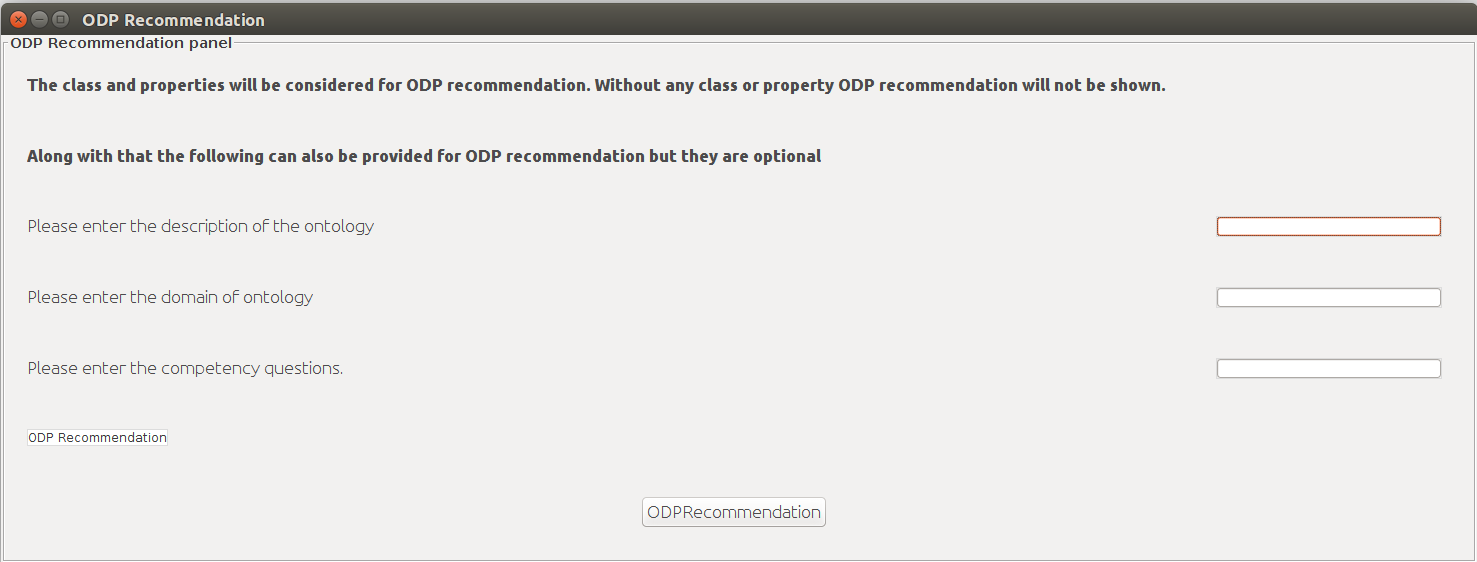 ODP Recommendation
ODP Recommendation panel
The class and properties will be considered for ODP recommendation. Without any class or property ODP recommendation will not be shown.
Along with that the following can also be provided for ODP recommendation but they are optional
Please enter the description of the ontology
Please enter the domain of ontology
Please enter the competency questions.
ODP Recommendation
ODPRecommendation